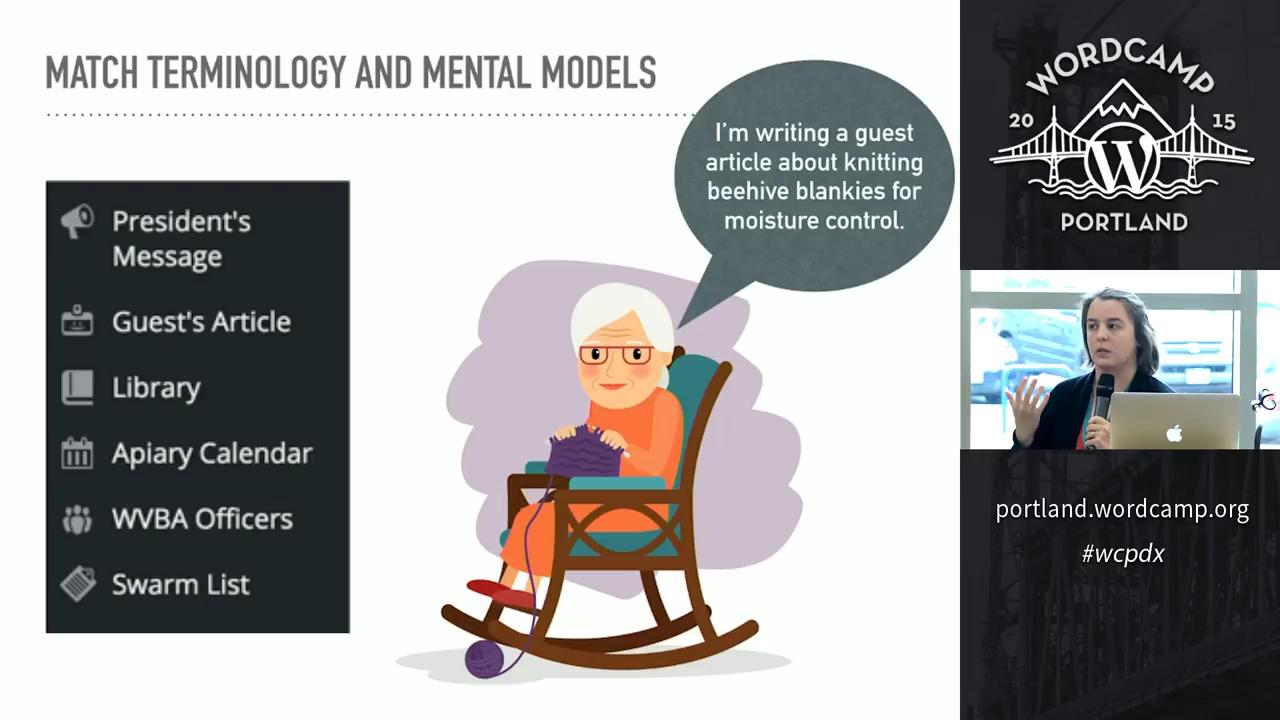 MATCH TERMINOLOGY AND MENTAL MODELS
I'm writing a guest
article about knitting
beehive blankies for
moisture control.
President's
Message
Guest's Article
Library
Apiary Calendar
WVBA Officers
Swarm List
WORDCAMP
20 15
W
PORTLAND
portland.wordcamp.org
#wcpdx